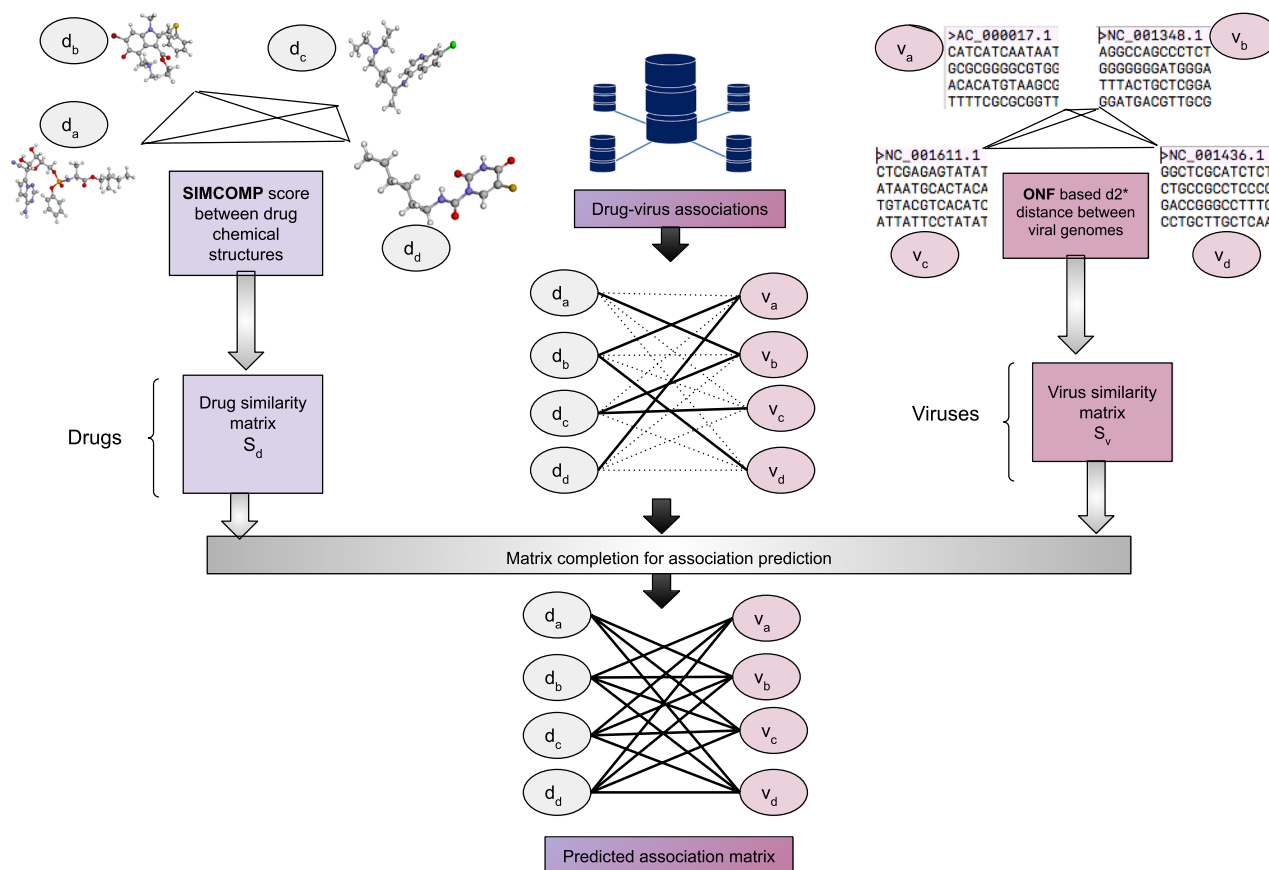 d_b
d_c
d_a
d_d
SIMCOMP score
between drug
chemical
structures
Drug-virus associations
v_a
>AC_000017.1
CATCATCAATAAT
GCGCGGGGCGTGG
ACACATGTAAGCG
TTTTCGCGCGGTT
>NC_001348.1
AGGCCAGCCCTCT
GGGGGGGATGGGA
TTTACTGCTCGGA
GGATGACGTTGCG
v_b
>NC_001611.1
CTCGAGAGTATAT
ATAATGCACTACA
TGTACGTCACATC
ATTATTCCTATAT
v_c
ONF based d2*
distance between
viral genomes
>NC_001436.1
GGCTCGCATCTCT
CTGCCGCCTCCCG
GACCGGGCCTTTG
CCTGCTTGCTCAA
v_d
d_a
v_a
d_b
v_b
d_c
v_c
d_d
v_d
Drugs
Drug similarity
matrix
S_d
Viruses
Virus similarity
matrix
S_v
Matrix completion for association prediction
d_a
v_a
d_b
v_b
d_c
v_c
d_d
v_d
Predicted association matrix